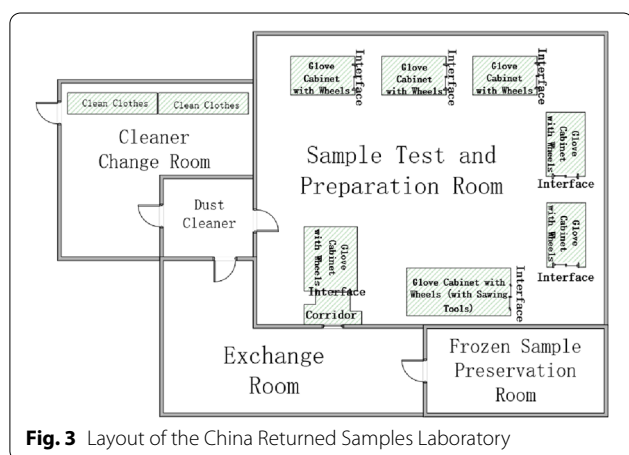 Glove
Cabinet
with Wheels
Interface
Glove
Cabinet
with Wheels
Interface
Glove
Cabinet
with Wheels
Interface
Clean Clothes
Clean Clothes
Cleaner
Change Room
Sample Test and
Preparation Room
Glove
Cabinet
with Wheels
Interface
Dust
Cleaner
Glove
Cabinet
with Wheels
Interface
Glove
Cabinet
with Wheels
Interface
Corridor
Glove Cabinet with
Wheels (with Sawing
Tools)
Interface
Exchange
Room
Frozen Sample
Preservation
Room
Fig. 3 Layout of the China Returned Samples Laboratory